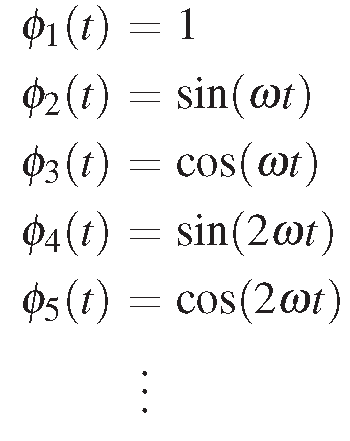 ϕ₁(t) = 1
ϕ₂(t) = sin(ωt)
ϕ₃(t) = cos(ωt)
ϕ₄(t) = sin(2ωt)
ϕ₅(t) = cos(2ωt)
⋮